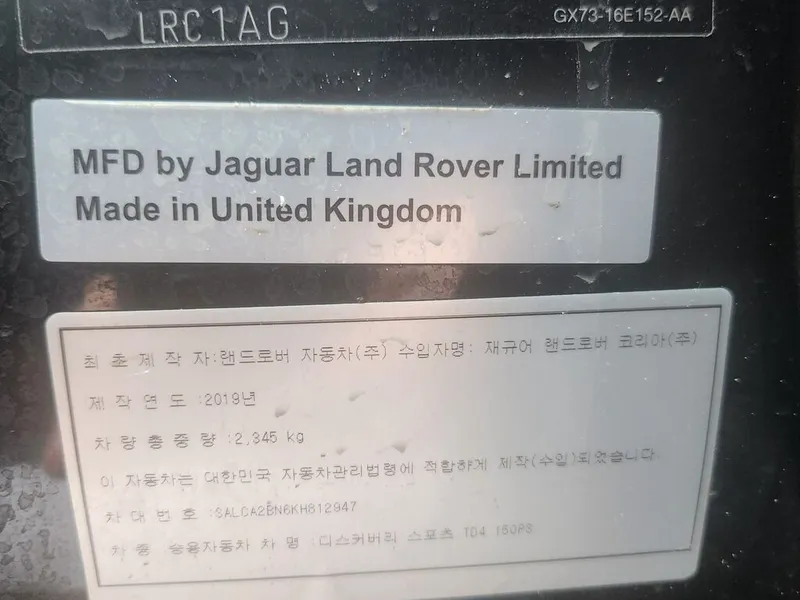 LRC1AG
GX73-16E152-AA
MFD by Jaguar Land Rover Limited
Made in United Kingdom
최 초 제 작 자:랜드로버 자동차(주) 수입자명: 재규어 랜드로버 코리아(주)
제 작 연 도 :2019년
차 량 총 중 량 :2,345 kg
이 자동차는 대한민국 자동차관리법령에 적합하게 제작(수입)되었습니다.
차 대 번 호 :SALCA2BN6KH812947
차 종 승용자동차 차 명 :디스커버리 스포츠 TD4 150PS